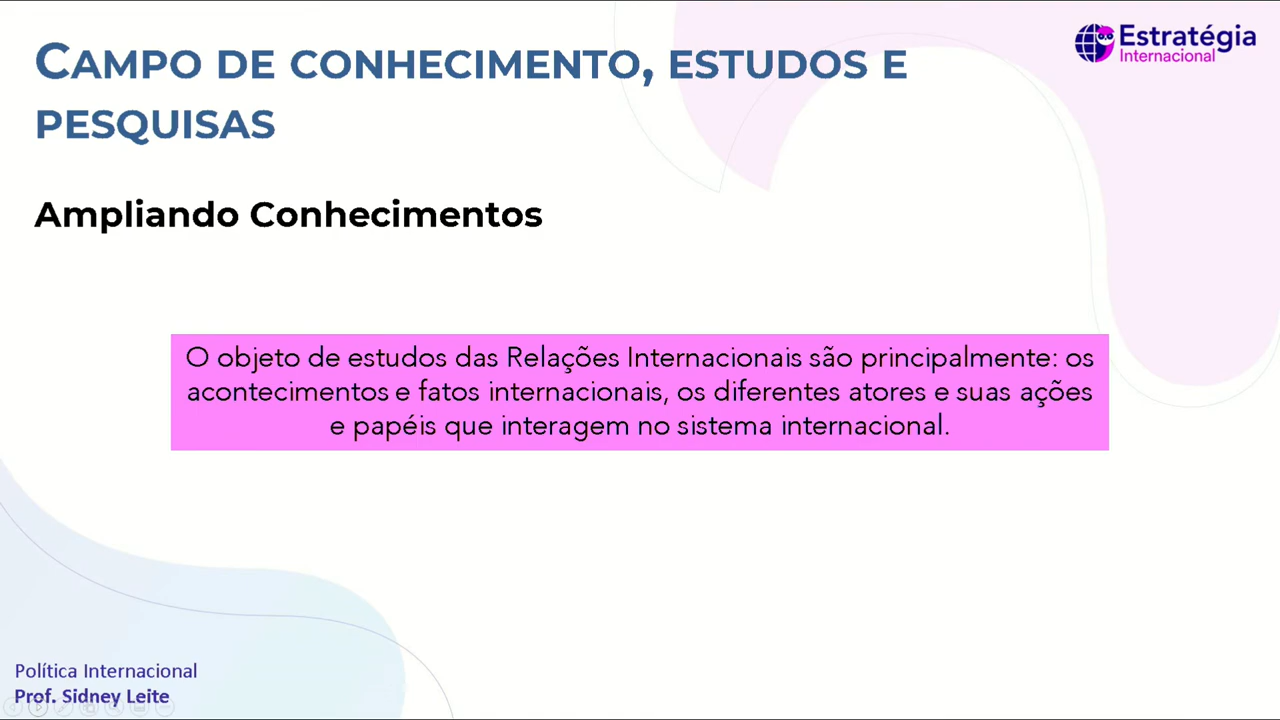 CAMPO DE CONHECIMENTO, ESTUDOS E
PESQUISAS
Estratégia
Internacional
Ampliando Conhecimentos
O objeto de estudos das Relações Internacionais são principalmente: os
acontecimentos e fatos internacionais, os diferentes atores e suas ações
e papéis que interagem no sistema internacional.
Política Internacional
Prof. Sidney Leite